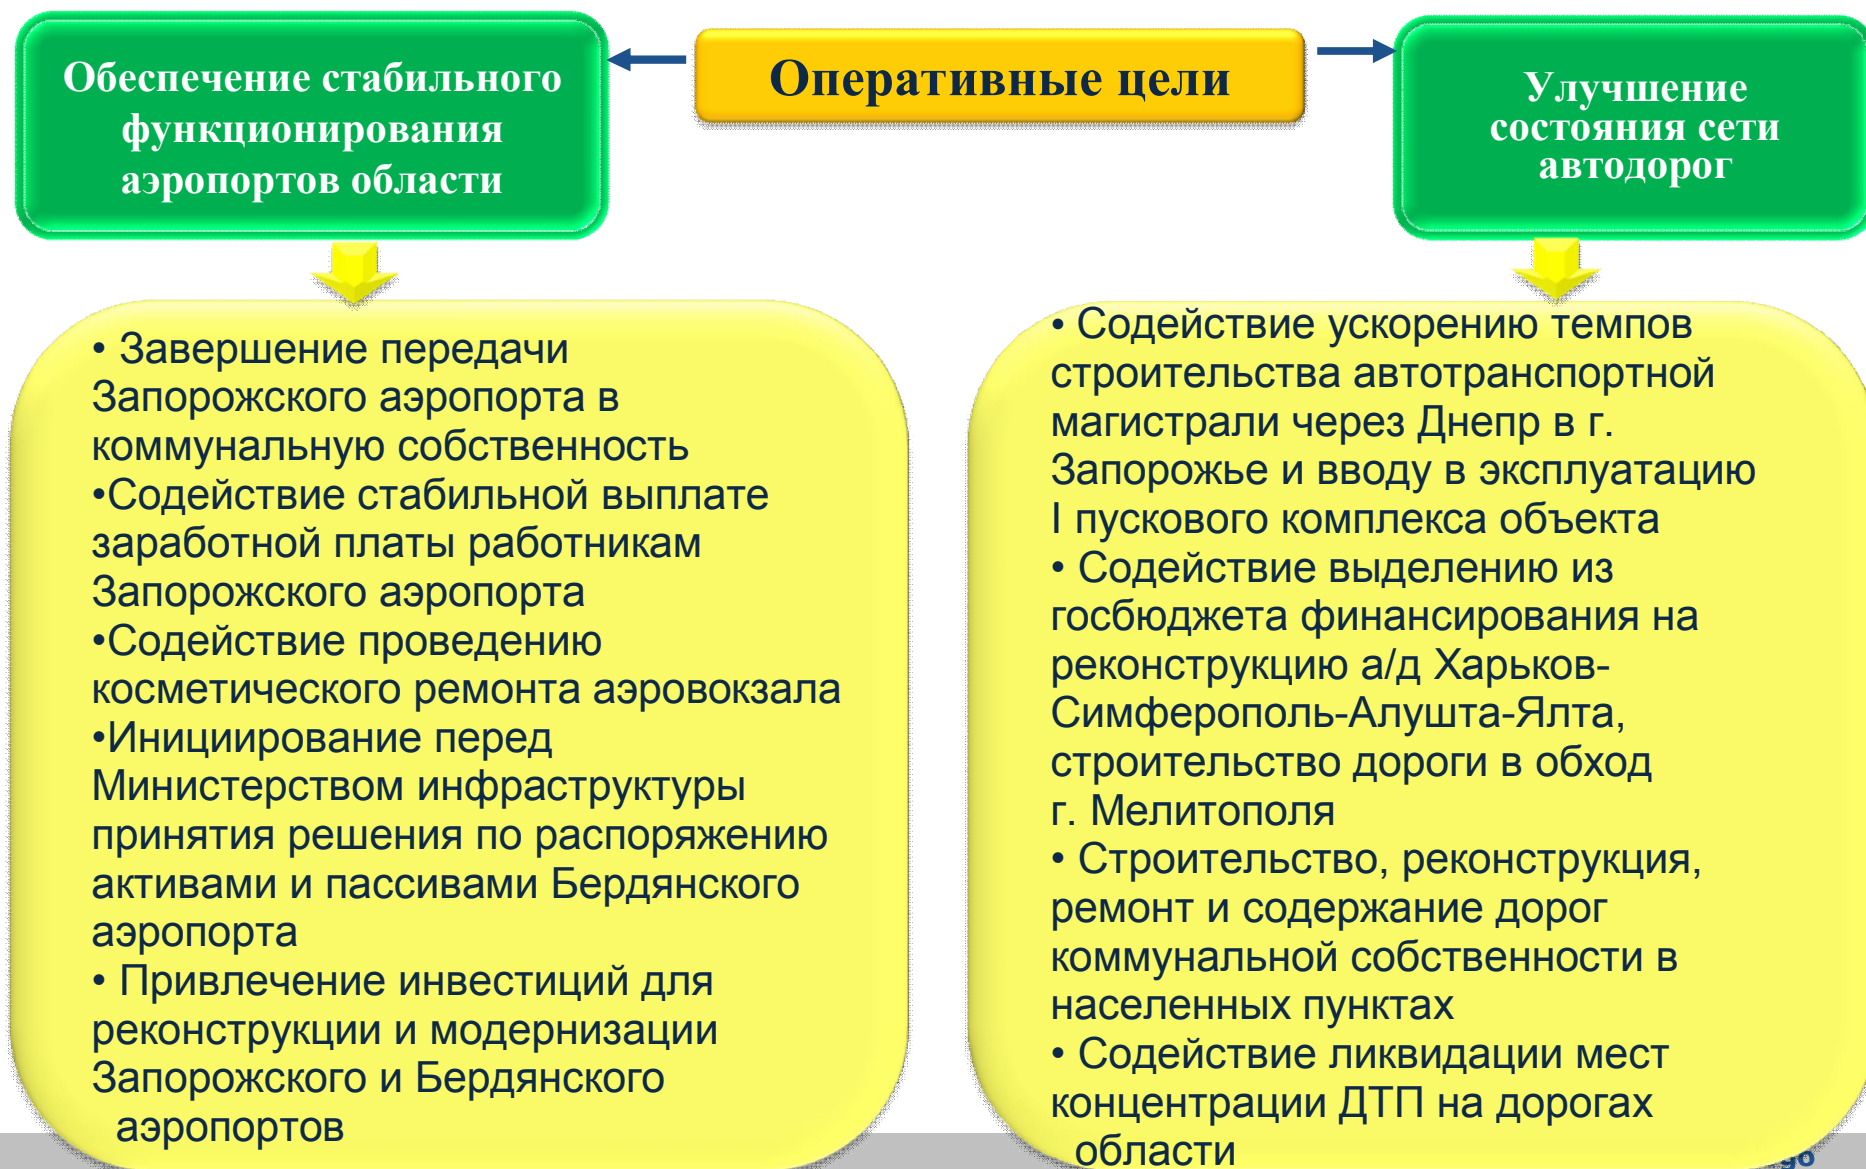 Оперативные цели
Обеспечение стабильного
функционирования
аэропортов области
• Завершение передачи
Запорожского аэропорта в
коммунальную собственность
•Содействие стабильной выплате
заработной платы работникам
Запорожского аэропорта
•Содействие проведению
косметического ремонта аэровокзала
•Инициирование перед
Министерством инфраструктуры
принятия решения по распоряжению
активами и пассивами Бердянского
аэропорта
• Привлечение инвестиций для
реконструкции и модернизации
Запорожского и Бердянского
аэропортов
Улучшение
состояния сети
автодорог
• Содействие ускорению темпов
строительства автотранспортной
магистрали через Днепр в г.
Запорожье и вводу в эксплуатацию
I пускового комплекса объекта
• Содействие выделению из
госбюджета финансирования на
реконструкцию а/д Харьков-
Симферополь-Алушта-Ялта,
строительство дороги в обход
г. Мелитополя
• Строительство, реконструкция,
ремонт и содержание дорог
коммунальной собственности в
населенных пунктах
• Содействие ликвидации мест
концентрации ДТП на дорогах
области